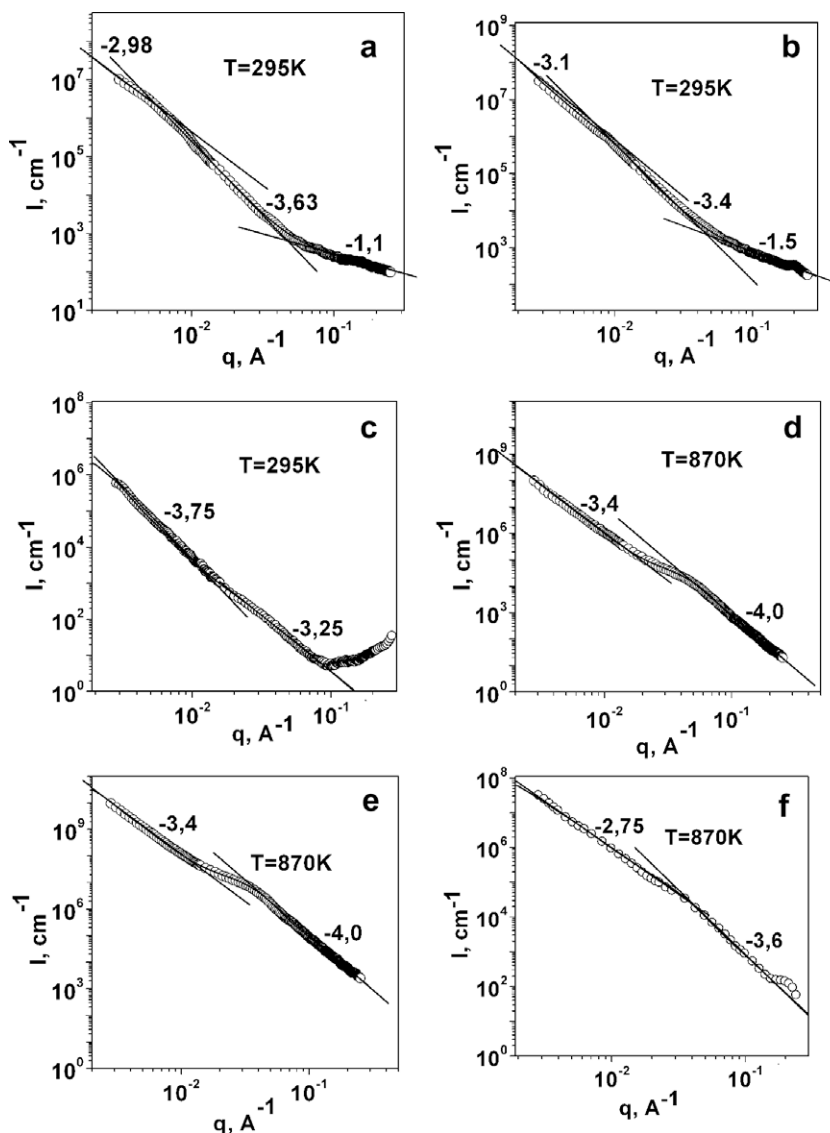 a
T=295K
-2,98
-3,63
-1,1
I, cm-1
10^7
10^5
10^3
10^1
10^-2
10^-1
q, A-1
b
T=295K
-3.1
-3.4
-1.5
I, cm-1
10^9
10^7
10^5
10^3
10^-2
10^-1
q, A-1
c
T=295K
-3,75
-3,25
I, cm-1
10^8
10^6
10^4
10^2
10^0
10^-2
10^-1
q, A-1
d
T=870K
-3,4
-4,0
I, cm-1
10^9
10^6
10^3
10^0
10^-2
10^-1
q, A-1
e
-3,4
T=870K
-4,0
I, cm-1
10^9
10^6
10^3
10^0
10^-2
10^-1
q, A-1
f
-2,75
T=870K
-3,6
I, cm-1
10^8
10^6
10^4
10^2
10^0
10^-2
10^-1
q, A-1